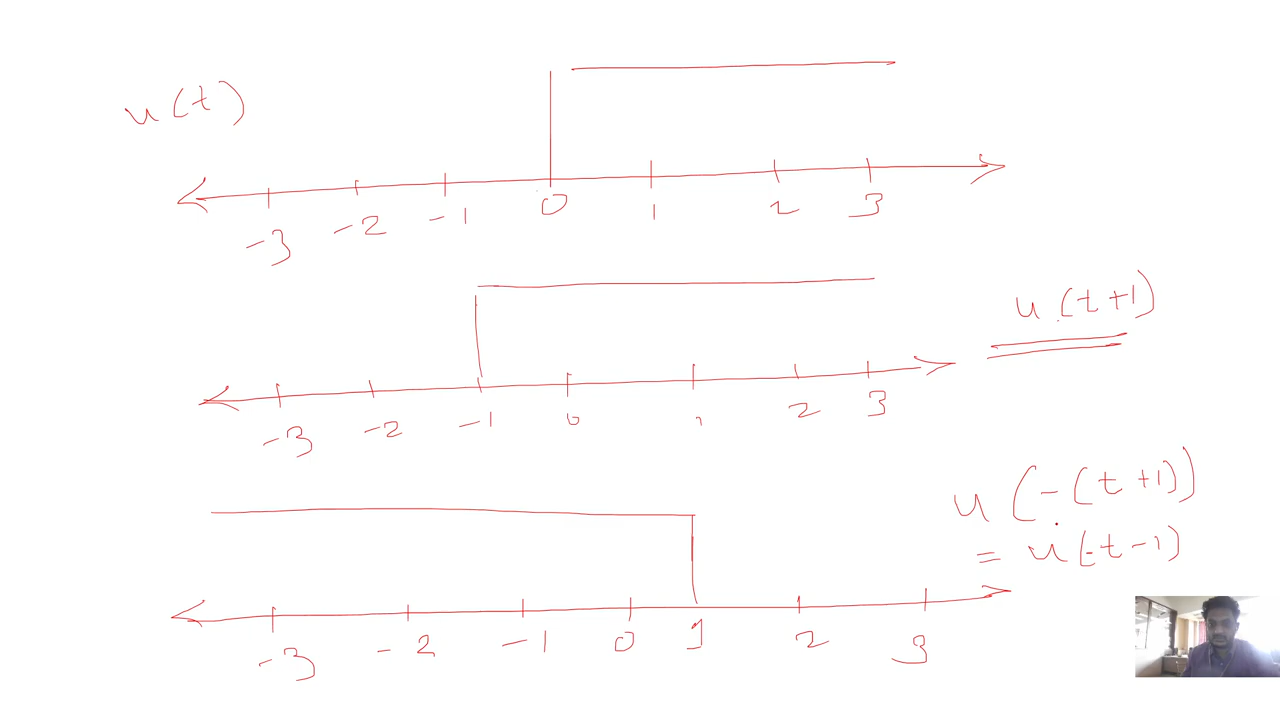 u(t)
-3 -2 -1 0 1 2 3
u(t+1)
-3 -2 -1 0 1 2 3
u(-(t+1))
= u(-t-1)
-3 -2 -1 0 1 2 3